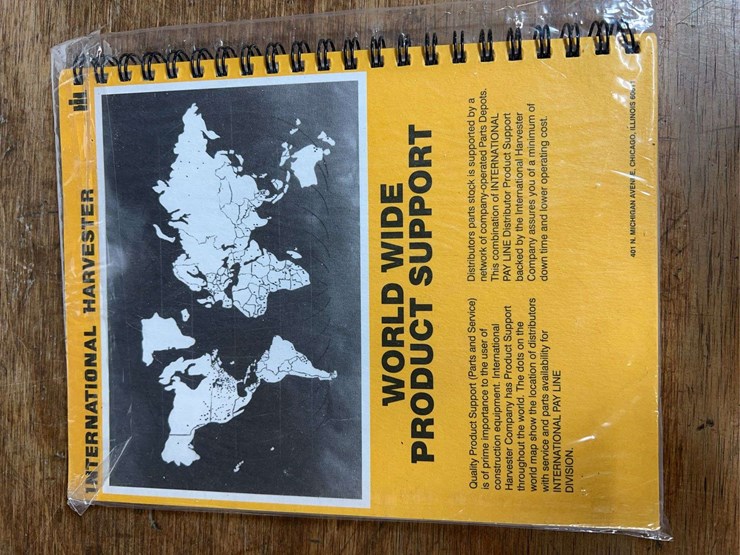 INTERNATIONAL HARVESTER
WORLD WIDE
PRODUCT SUPPORT
Quality Product Support (Parts and Service)
is of prime importance to the user of
construction equipment. International
Harvester Company has Product Support
throughout the world. The dots on the
world map show the location of distributors
with service and parts availability for
INTERNATIONAL PAY LINE
DIVISION.
Distributors parts stock is supported by a
network of company-operated Parts Depots.
This combination of INTERNATIONAL
PAY LINE Distributor Product Support
backed by the International Harvester
Company assures you of a minimum of
down time and lower operating cost.
401 N. MICHIGAN AVENUE, CHICAGO, ILLINOIS